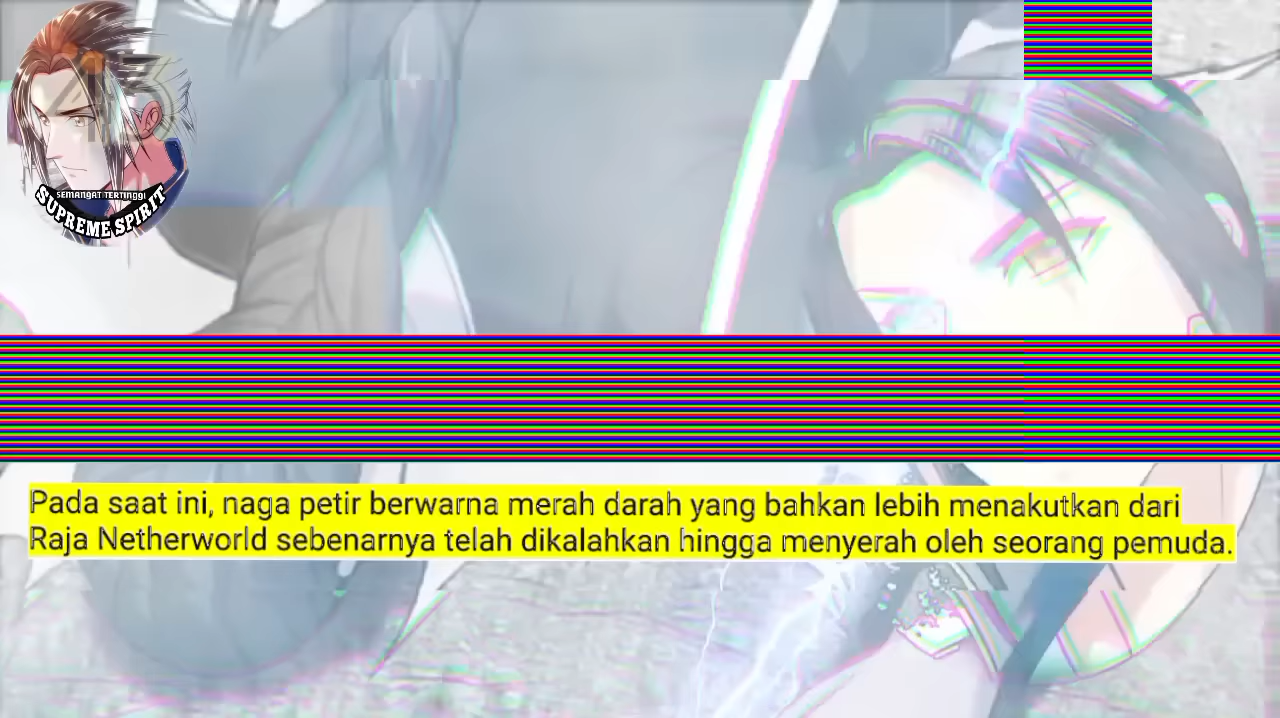 SEMANGAT TERTINGGI
SUPREME SPIRIT
Pada saat ini, naga petir berwarna merah darah yang bahkan lebih menakutkan dari
Raja Netherworld sebenarnya telah dikalahkan hingga menyerah oleh seorang pemuda.